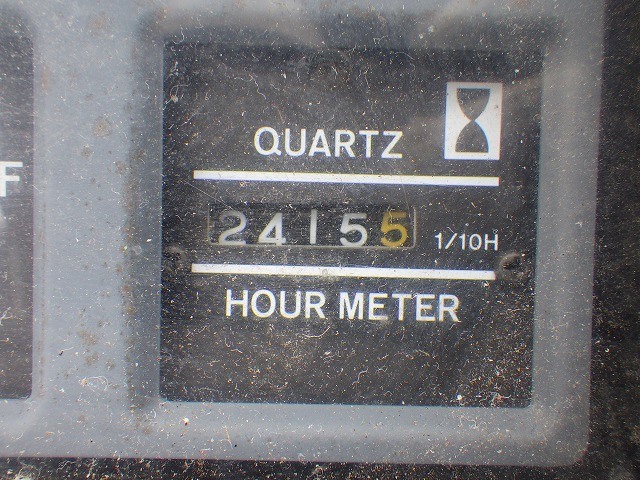 F
QUARTZ
24155 1/10H
HOUR METER